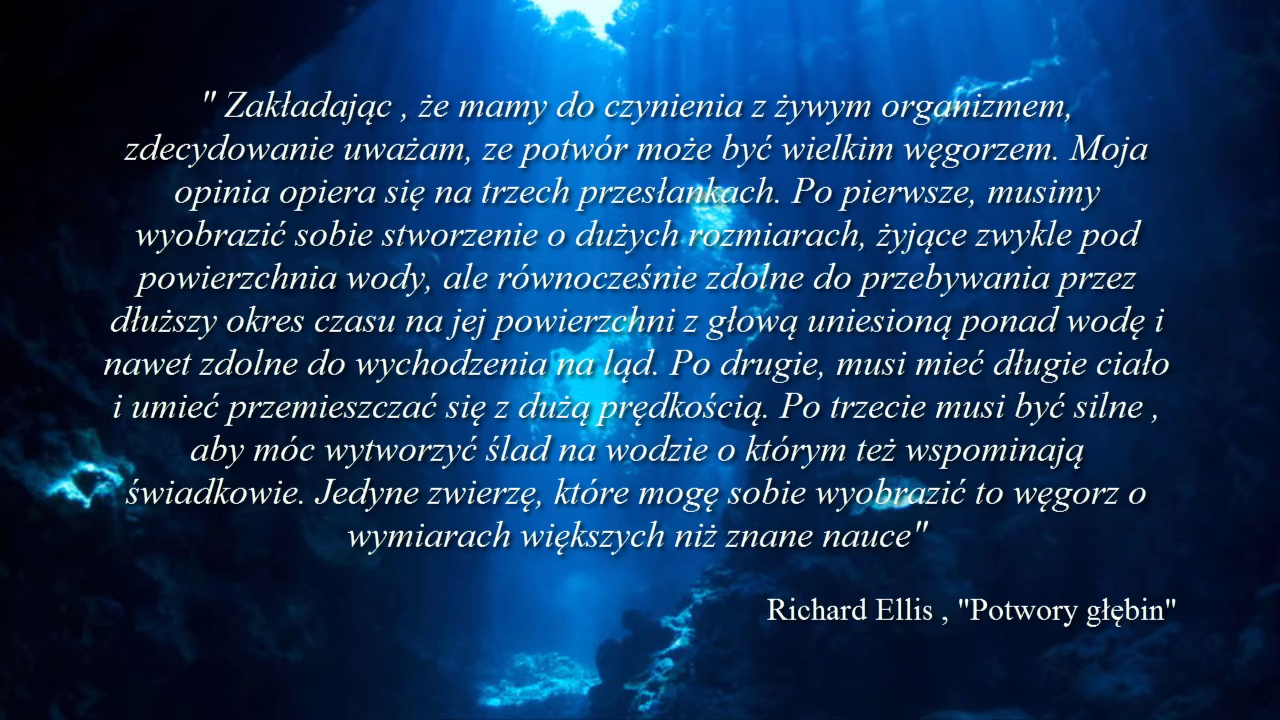 " Zakładając , że mamy do czynienia z żywym organizmem,
zdecydowanie uważam, ze potwór może być wielkim węgorzem. Moja
opinia opiera się na trzech przesłankach. Po pierwsze, musimy
wyobrazić sobie stworzenie o dużych rozmiarach, żyjące zwykle pod
powierzchnia wody, ale równocześnie zdolne do przebywania przez
dłuższy okres czasu na jej powierzchni z głową uniesioną ponad wodę i
nawet zdolne do wychodzenia na ląd. Po drugie, musi mieć długie ciało
i umieć przemieszczać się z dużą prędkością. Po trzecie musi być silne ,
aby móc wytworzyć ślad na wodzie o którym też wspominają
świadkowie. Jedyne zwierzę, które mogę sobie wyobrazić to węgorz o
wymiarach większych niż znane nauce"
Richard Ellis , "Potwory głębin"